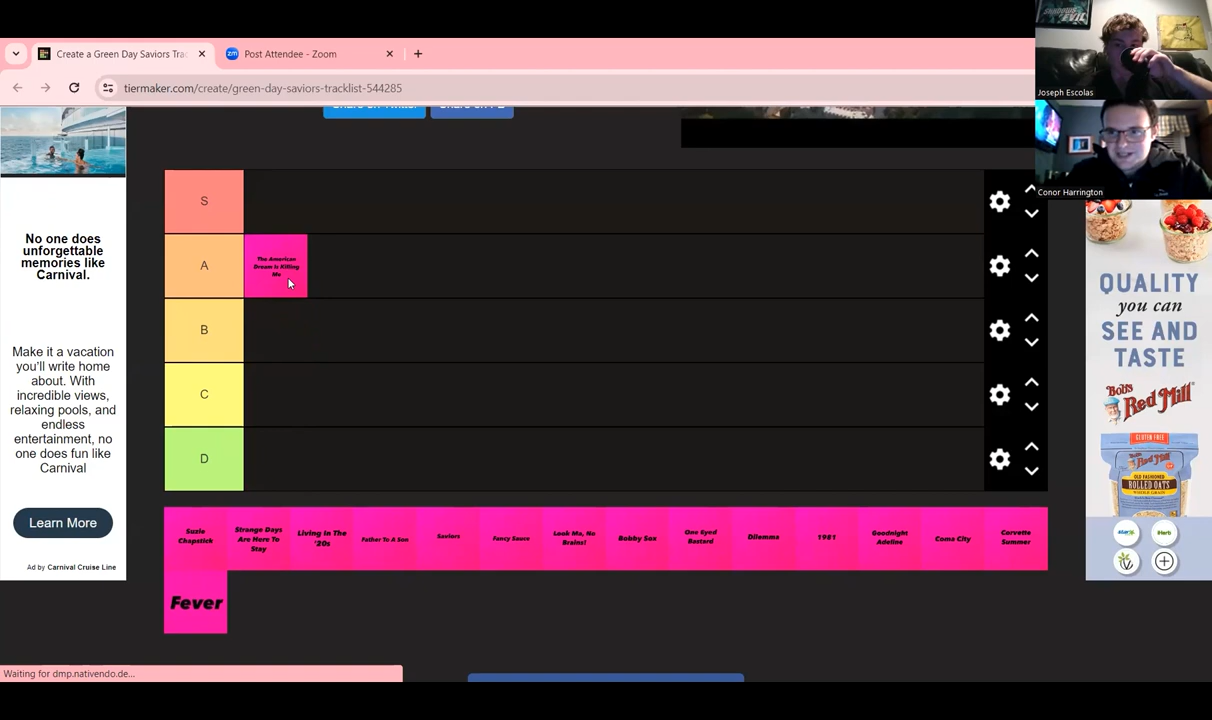 Create a Green Day Saviors Tra
Post Attendee - Zoom
tiermaker.com/create/green-day-saviors-tracklist-544285
SHADOWS OF
EVIL
Joseph Escolas
Conor Harrington
No one does
unforgettable
memories like
Carnival.
Make it a vacation
you'll write home
about. With
incredible views,
relaxing pools, and
endless
entertainment, no
one does fun like
Carnival
Learn More
Ad by Carnival Cruise Line
S
A
The American
Dream Is Killing
Me
B
C
D
Suzie
Chapstick
Strange Days
Are Here To
Stay
Living In The
'20s
Father To A Son
Saviors
Fancy Sauce
Look Ma, No
Brains!
Bobby Sox
One Eyed
Bastard
Dilemma
1981
Goodnight
Adeline
Coma City
Corvette
Summer
Fever
QUALITY
you can
SEE AND
TASTE
BOB'S
Red Mill
GLUTEN FREE
OLD FASHIONED
ROLLED OATS
WHOLE GRAIN
iHerb
Waiting for dmp.nativendo.de...